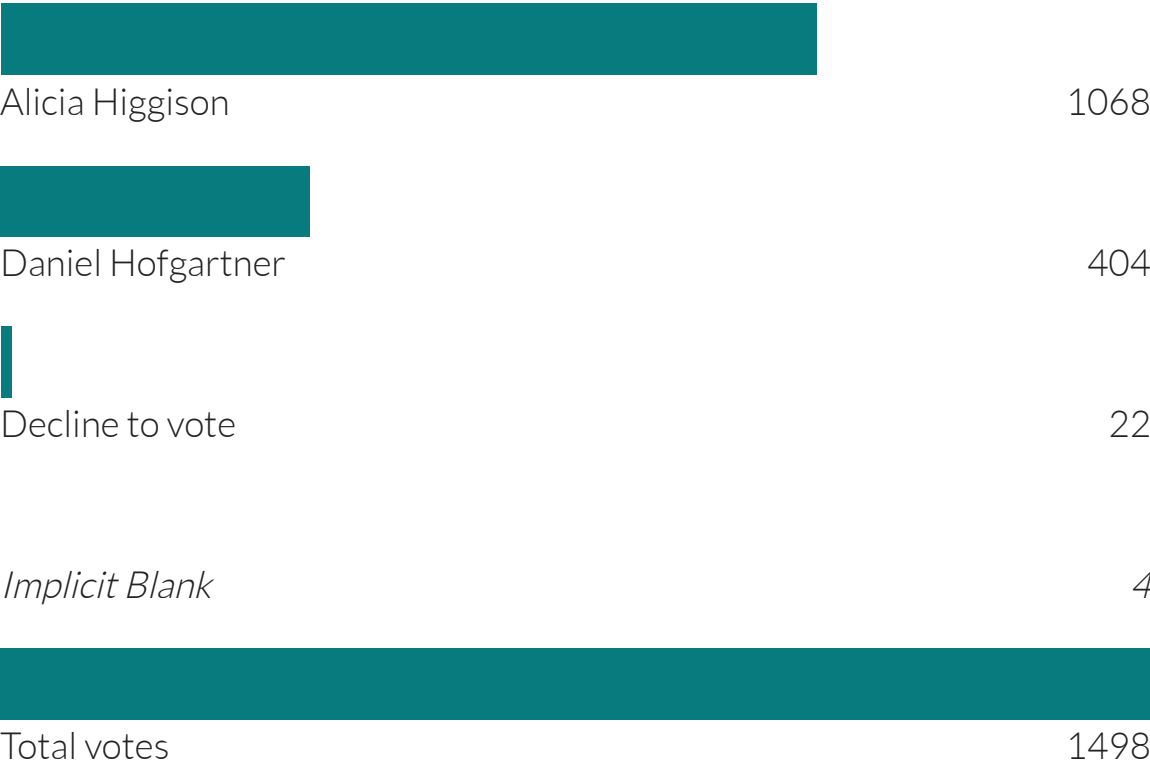 Alicia Higgison 1068
Daniel Hofgartner 404
Decline to vote 22
Implicit Blank 4
Total votes 1498